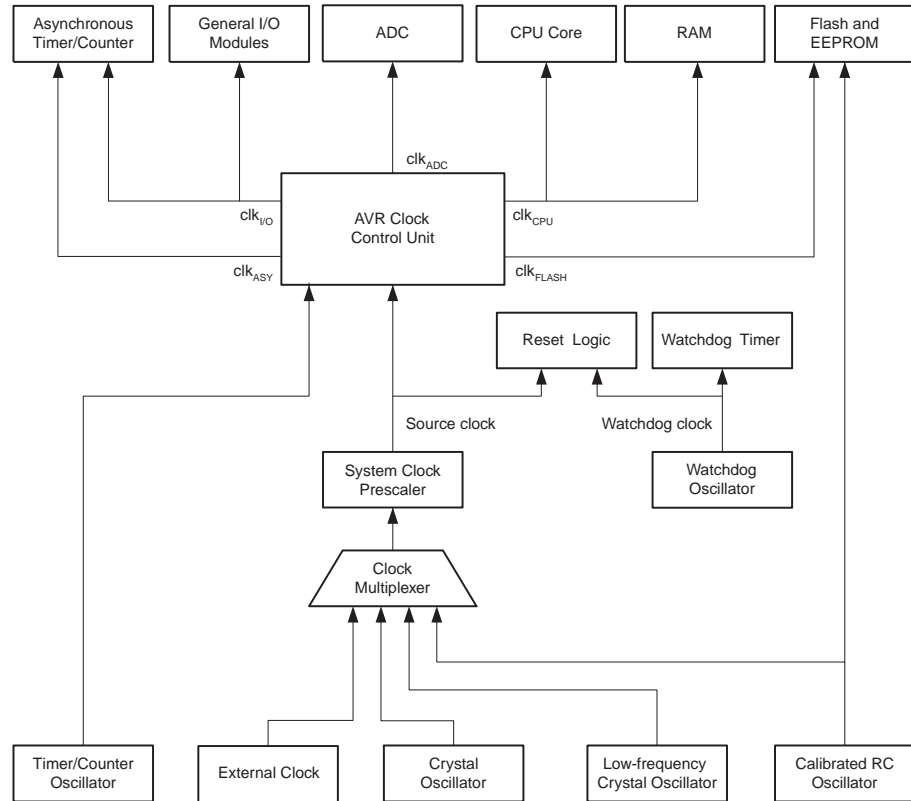 Asynchronous
Timer/Counter
General I/O
Modules
ADC
CPU Core
RAM
Flash and
EEPROM
clkADC
clkI/O
AVR Clock
Control Unit
clkCPU
clkASY
clkFLASH
Reset Logic
Watchdog Timer
Source clock
Watchdog clock
System Clock
Prescaler
Watchdog
Oscillator
Clock
Multiplexer
Timer/Counter
Oscillator
External Clock
Crystal
Oscillator
Low-frequency
Crystal Oscillator
Calibrated RC
Oscillator